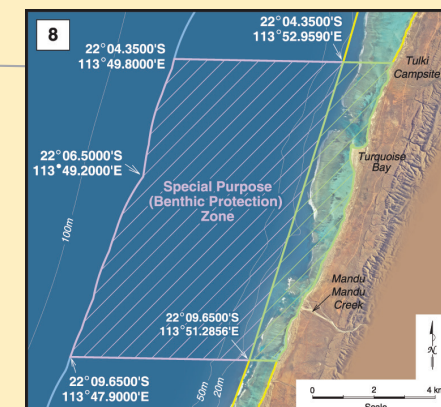 8
22°04.3500'S
113°52.9590'E
22°04.3500'S
113°49.8000'E
Tulki
Campsite
22°06.5000'S
113°49.2000'E
Turquoise
Bay
Special Purpose
(Benthic Protection)
Zone
100m
Mandu
Mandu
Creek
22°09.6500'S
113°51.2856'E
22°09.6500'S
113°47.9000'E
50m
20m
N
0 2 4 km
Scale